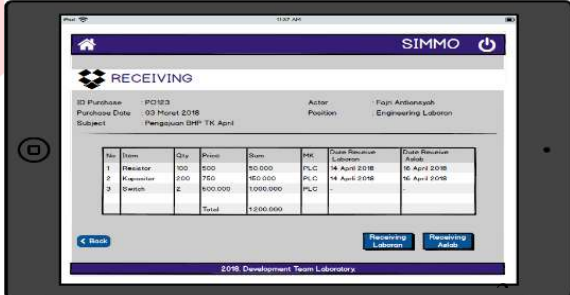 iPad 11:37 AM
SIMMO
RECEIVING
ID Purchase : PO123 Actor : Fajri Ardiansyah
Purchase Date : 03 Maret 2018 Position : Engineering Laboran
Subject : Pengajuan BHP TK April
No Item Qty Price Sum MK Date Receive Laboran Date Receive Aslab
1 Resistor 100 500 50.000 PLC 14 April 2018 16 April 2018
2 Kapasitor 200 750 150.000 PLC 14 April 2018 16 April 2018
3 Switch 2 500.000 1.000.000 PLC - -
Total 1.200.000
< Back
Receiving Laboran
Receiving Aslab
2018. Development Team Laboratory.